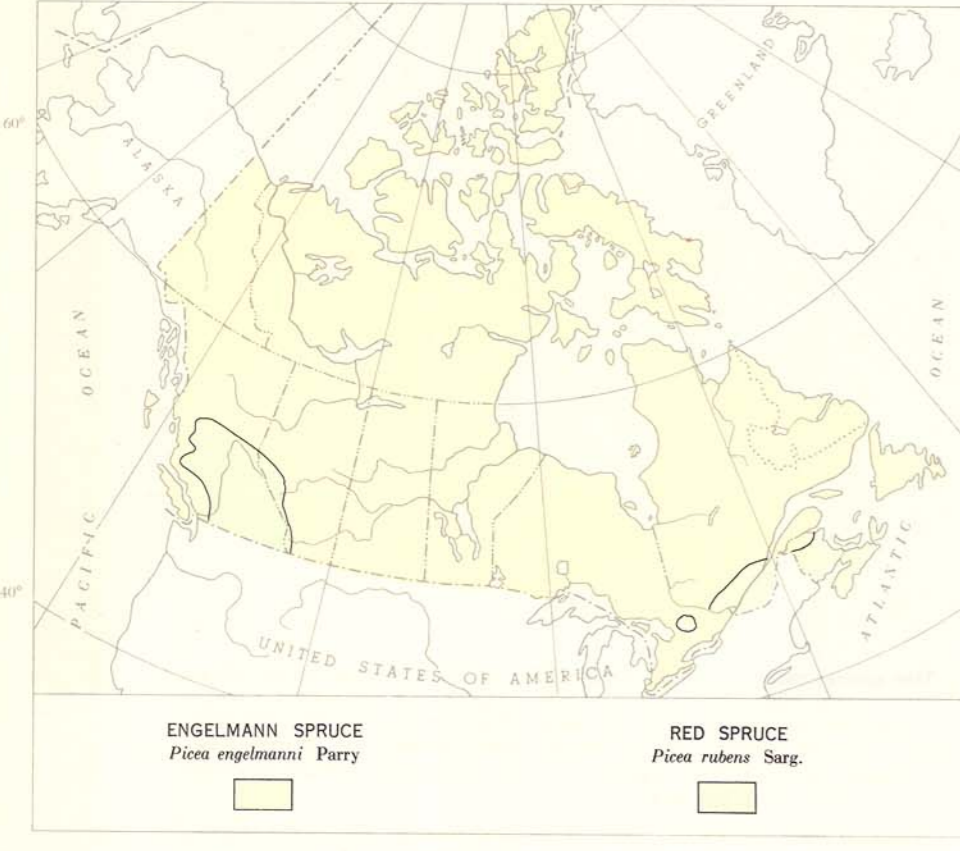 60°
ALASKA
GREENLAND
PACIFIC OCEAN
ATLANTIC OCEAN
40°
UNITED STATES OF AMERICA
ENGELMANN SPRUCE
Picea engelmanni Parry
RED SPRUCE
Picea rubens Sarg.